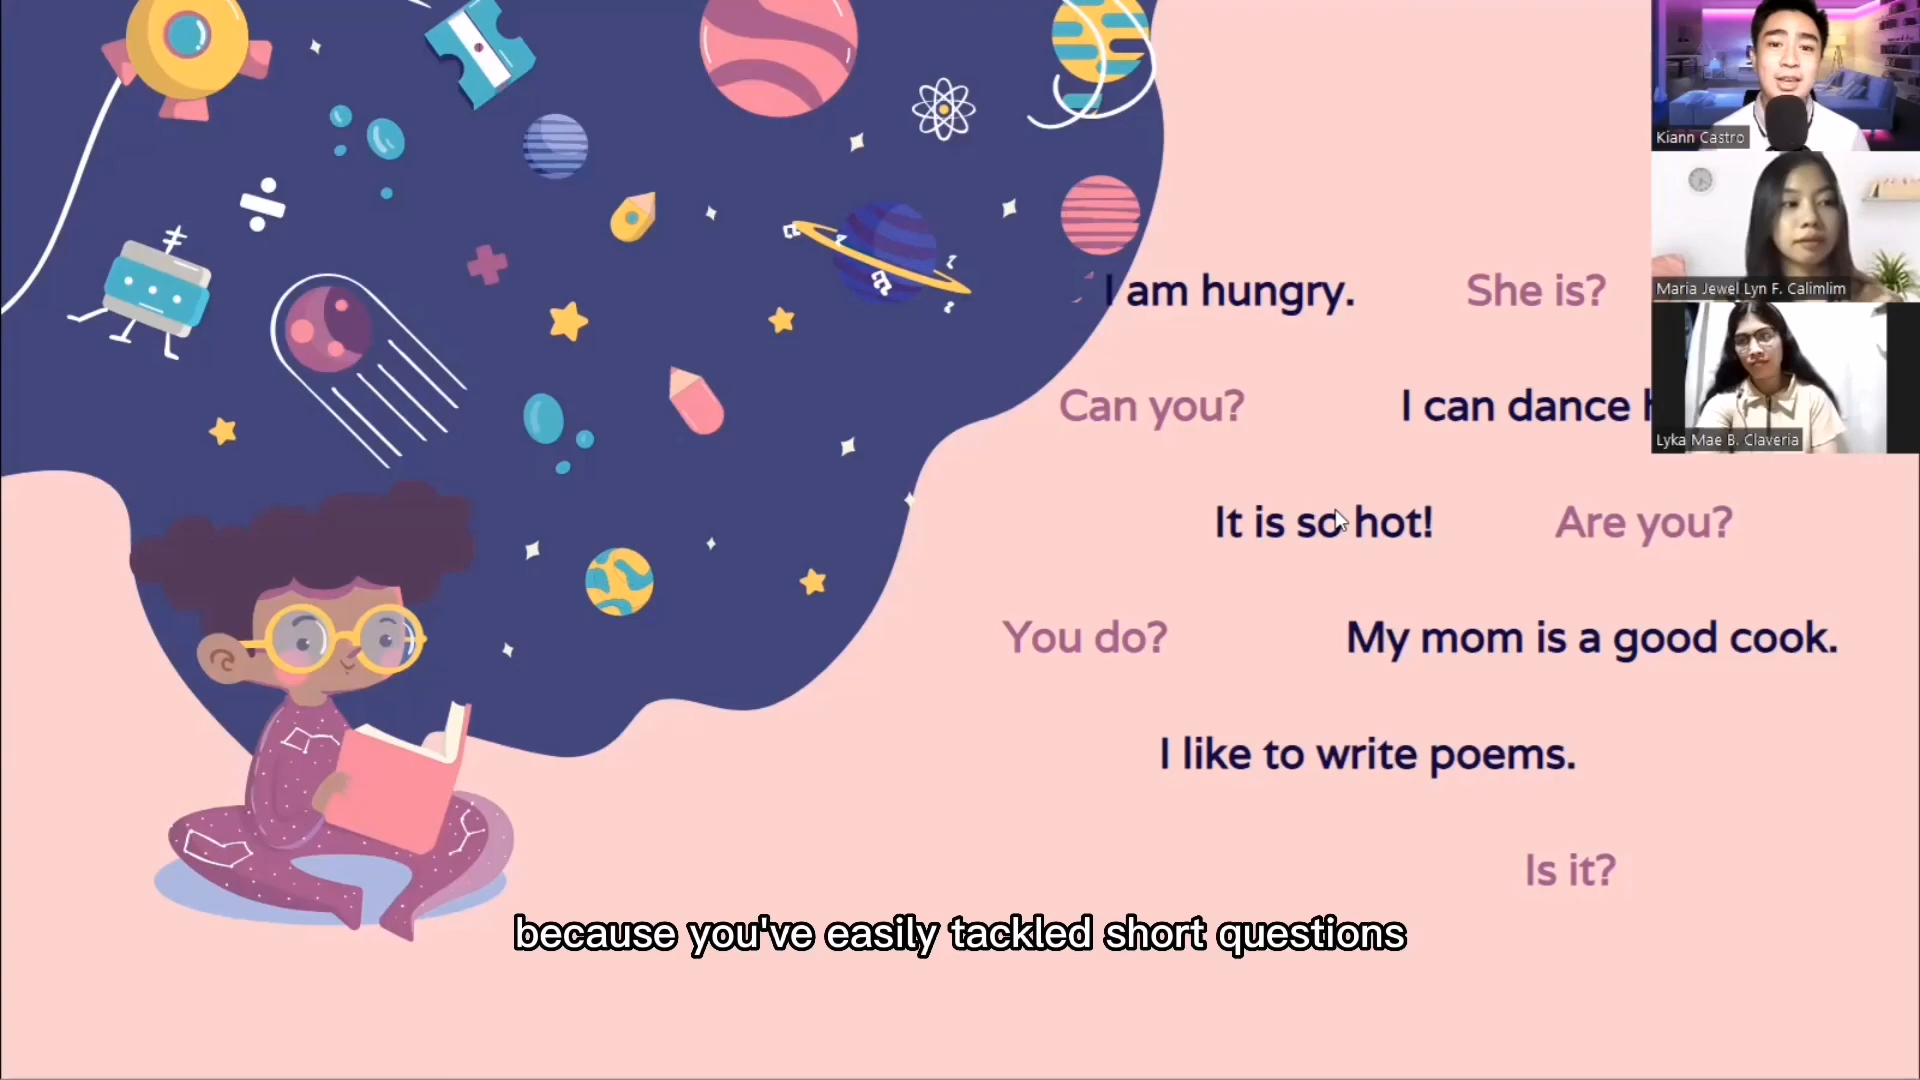 Kiann Castro
Maria Jewel Lyn F. Calimlim
Lyka Mae B. Claveria
I am hungry. She is?
Can you? I can dance
It is so hot! Are you?
You do? My mom is a good cook.
I like to write poems.
Is it?
because you've easily tackled short questions